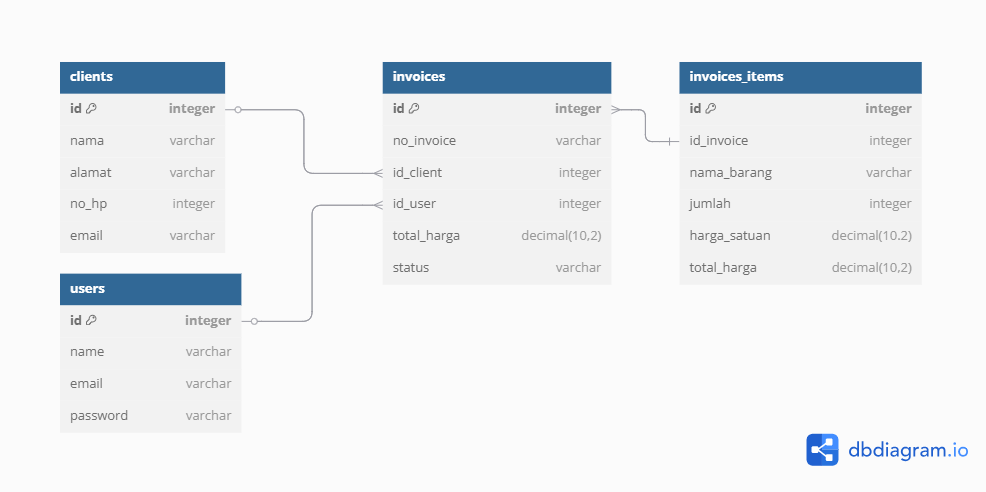 clients
id integer
nama varchar
alamat varchar
no_hp integer
email varchar
users
id integer
name varchar
email varchar
password varchar
invoices
id integer
no_invoice varchar
id_client integer
id_user integer
total_harga decimal(10,2)
status varchar
invoices_items
id integer
id_invoice integer
nama_barang varchar
jumlah integer
harga_satuan decimal(10.2)
total_harga decimal(10,2)
dbdiagram.io